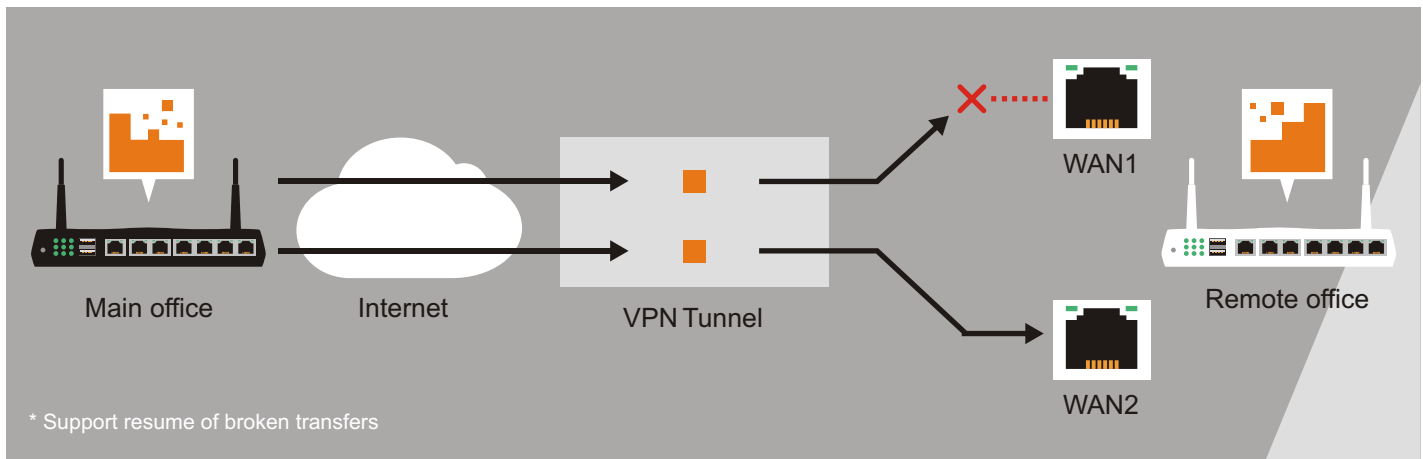 WAN1
Main office
Internet
VPN Tunnel
Remote office
WAN2
* Support resume of broken transfers